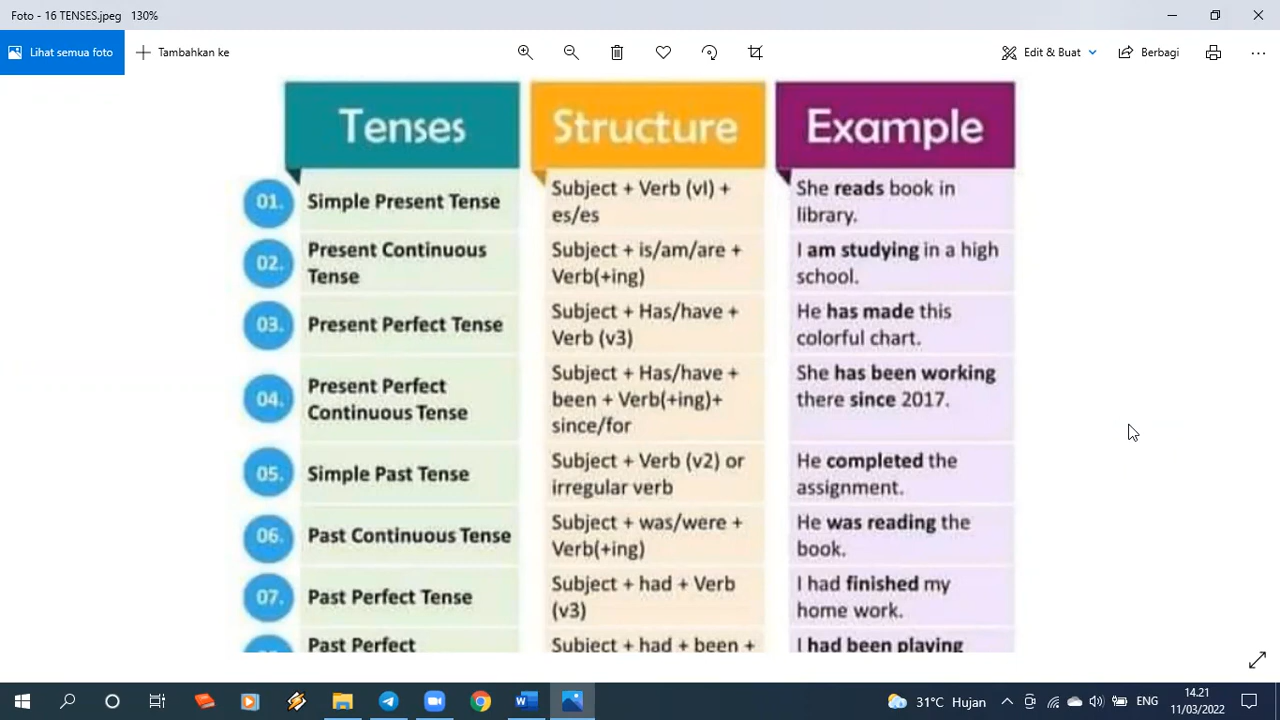 Foto - 16 TENSES.jpeg 130%
Lihat semua foto
Tambahkan ke
Edit & Buat
Berbagi
Tenses Structure Example
01. Simple Present Tense
Subject + Verb (vI) +
es/es
She reads book in
library.
02. Present Continuous
Tense
Subject + is/am/are +
Verb(+ing)
I am studying in a high
school.
03. Present Perfect Tense
Subject + Has/have +
Verb (v3)
He has made this
colorful chart.
04. Present Perfect
Continuous Tense
Subject + Has/have +
been + Verb(+ing)+
since/for
She has been working
there since 2017.
05. Simple Past Tense
Subject + Verb (v2) or
irregular verb
He completed the
assignment.
06. Past Continuous Tense
Subject + was/were +
Verb(+ing)
He was reading the
book.
07. Past Perfect Tense
Subject + had + Verb
(v3)
I had finished my
home work.
Past Perfect
Subject + had + been +
I had been playing
31°C Hujan
ENG
14.21
11/03/2022